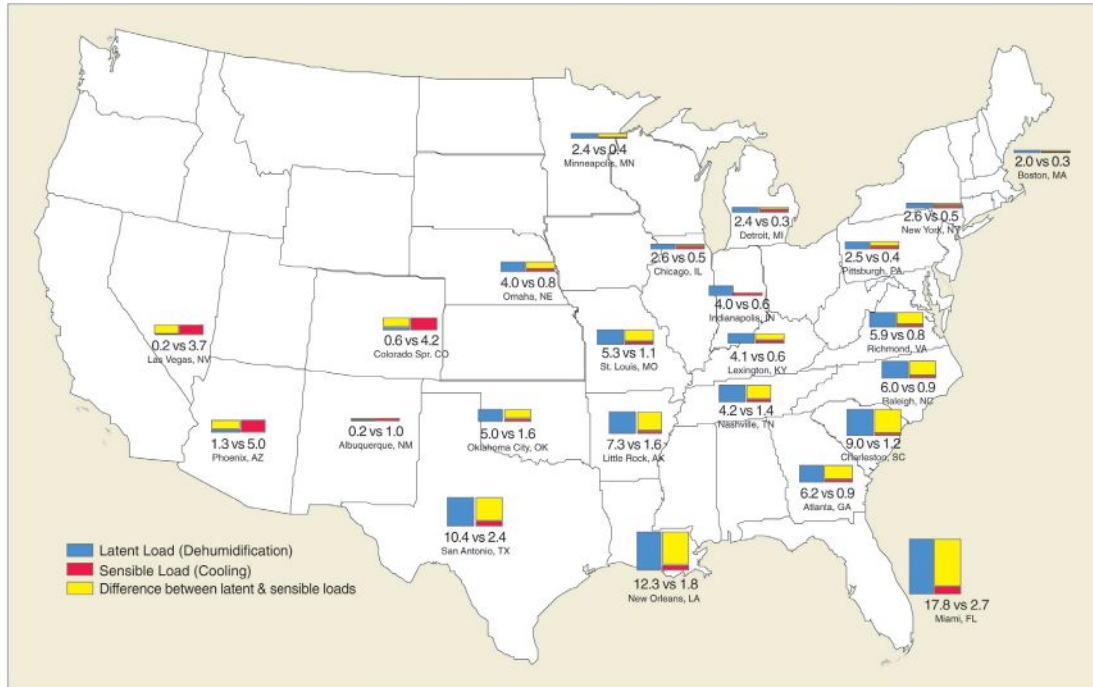 2.4 vs 0.4
Minneapolis, MN
2.0 vs 0.3
Boston, MA
2.4 vs 0.3
Detroit, MI
2.6 vs 0.5
New York, NY
2.6 vs 0.5
Chicago, IL
2.5 vs 0.4
Pittsburgh, PA
4.0 vs 0.8
Omaha, NE
4.0 vs 0.6
Indianapolis, IN
0.2 vs 3.7
Las Vegas, NV
0.6 vs 4.2
Colorado Spr. CO
5.3 vs 1.1
St. Louis, MO
4.1 vs 0.6
Lexington, KY
5.9 vs 0.8
Richmond, VA
6.0 vs 0.9
Raleigh, NC
1.3 vs 5.0
Phoenix, AZ
0.2 vs 1.0
Albuquerque, NM
5.0 vs 1.6
Oklahoma City, OK
7.3 vs 1.6
Little Rock, AK
4.2 vs 1.4
Nashville, TN
9.0 vs 1.2
Charleston, SC
6.2 vs 0.9
Atlanta, GA
10.4 vs 2.4
San Antonio, TX
12.3 vs 1.8
New Orleans, LA
17.8 vs 2.7
Miami, FL
Latent Load (Dehumidification)
Sensible Load (Cooling)
Difference between latent & sensible loads